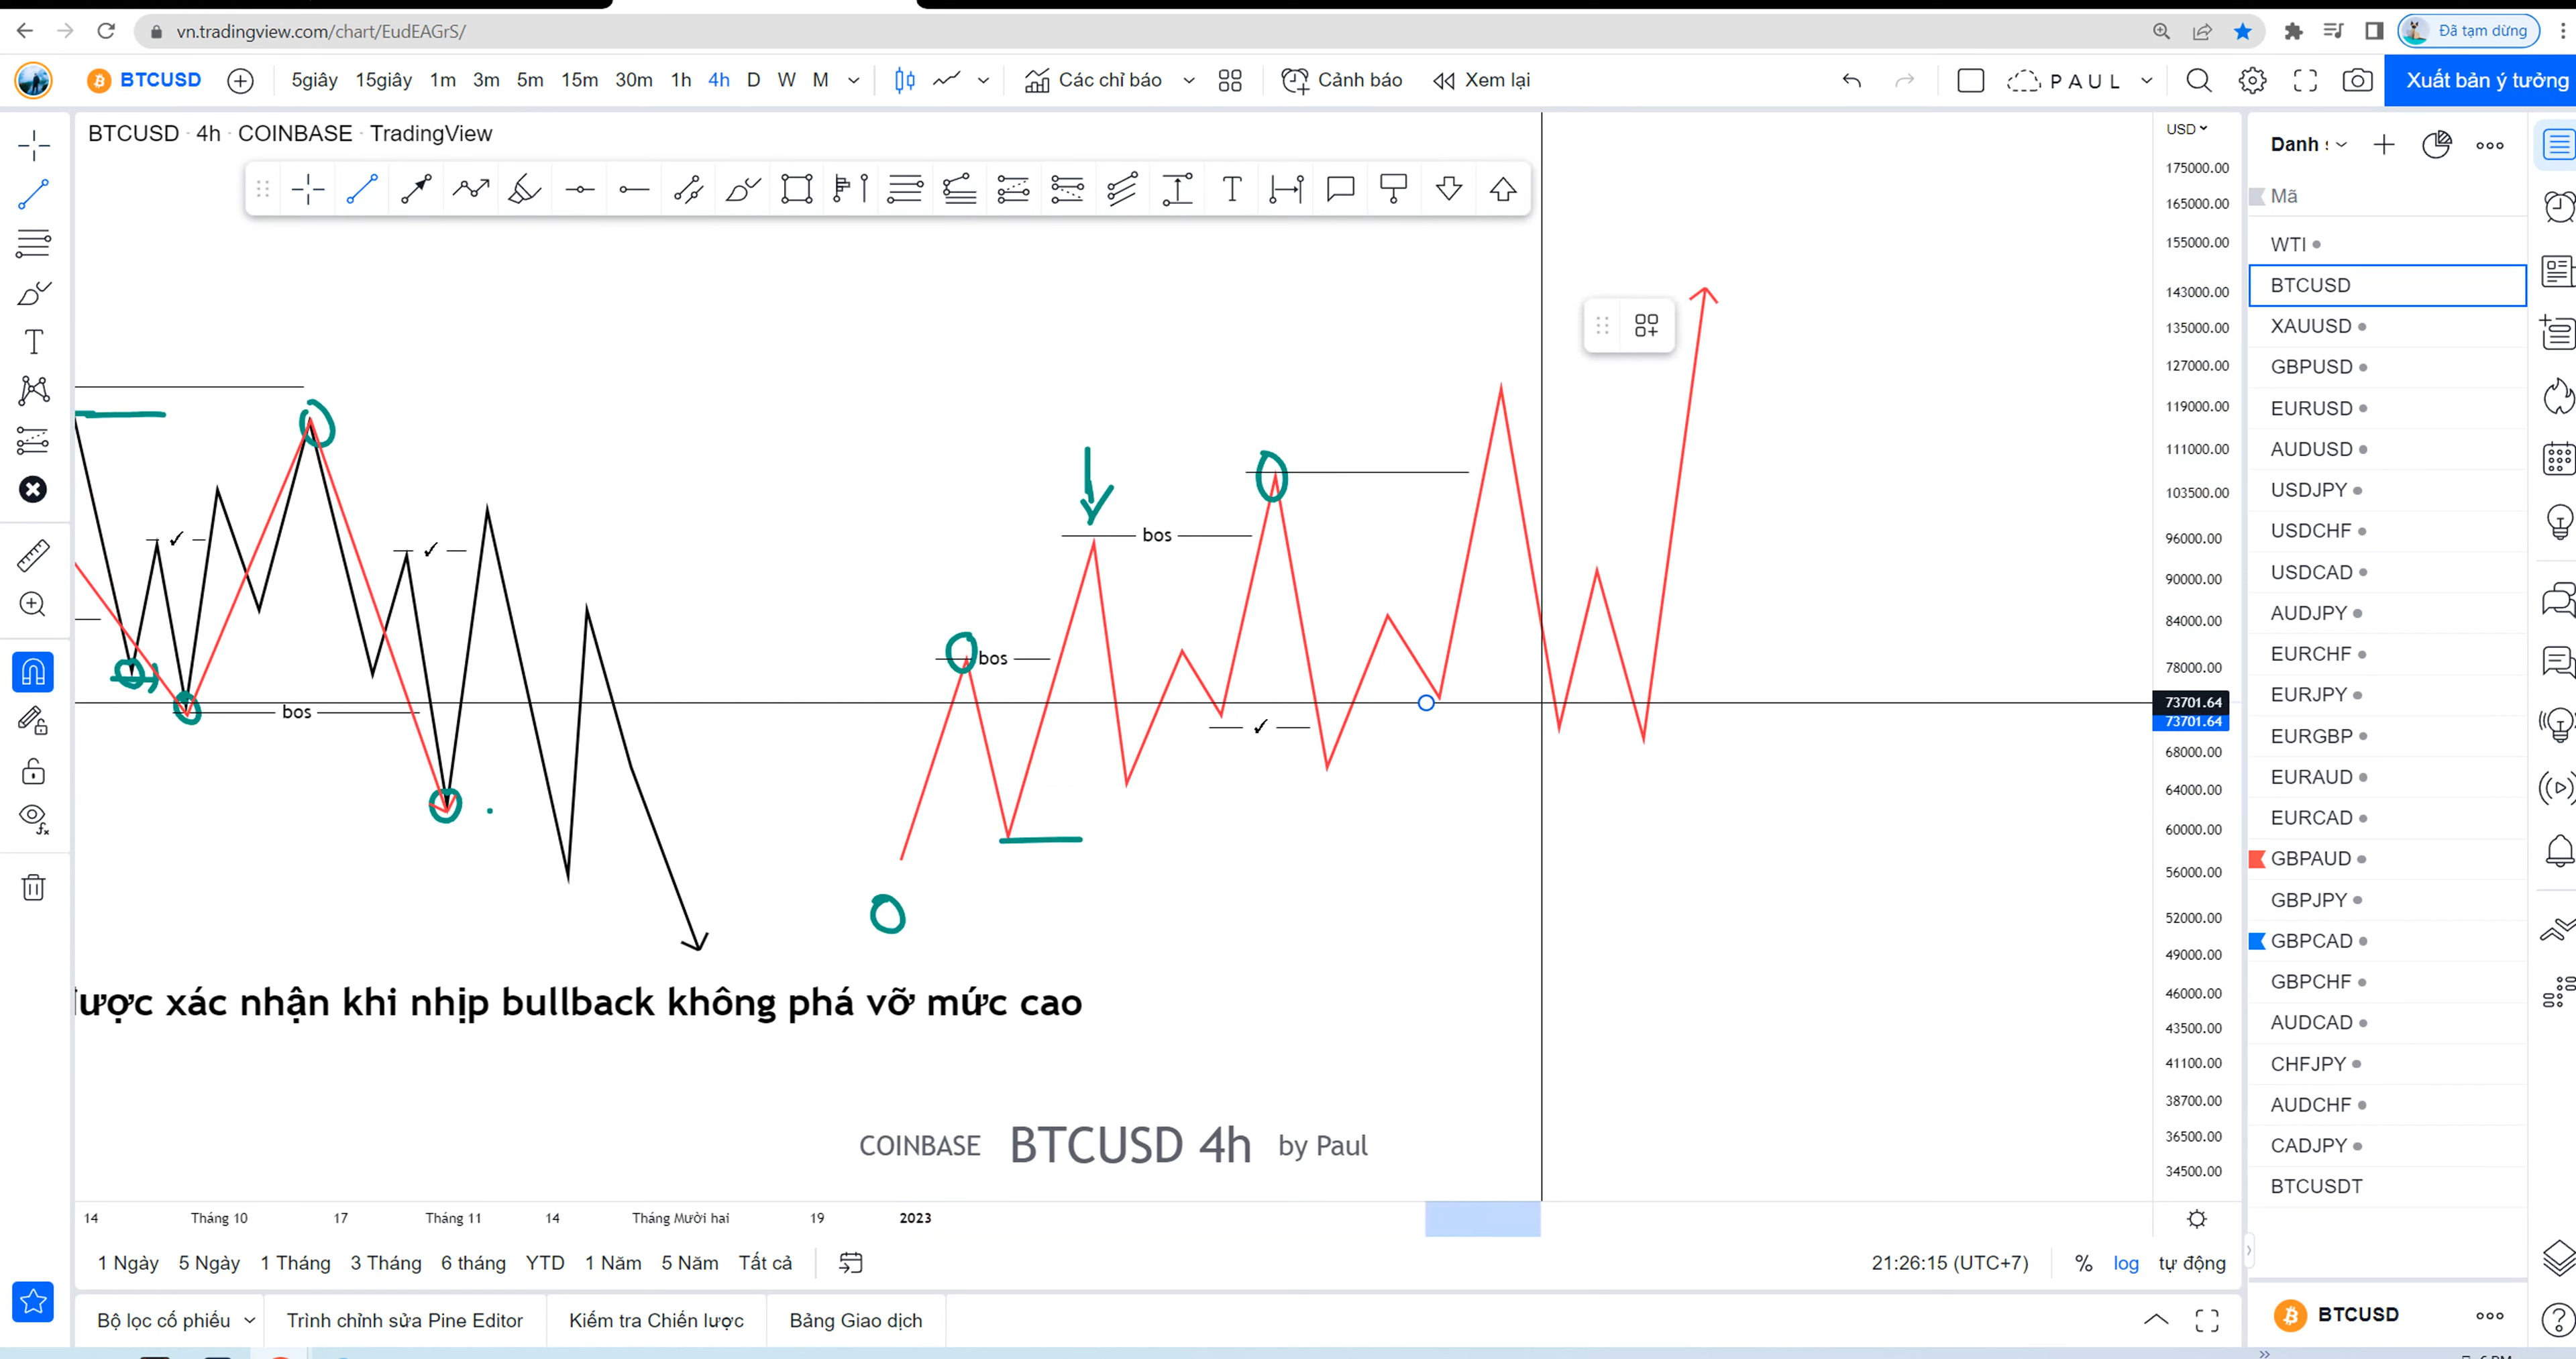 vn.tradingview.com/chart/EudEAGrS/
Đã tạm dừng
BTCUSD 5giây 15giây 1m 3m 5m 15m 30m 1h 4h D W M Các chỉ báo Cảnh báo Xem lại PAUL Xuất bản ý tưởng
BTCUSD · 4h · COINBASE · TradingView
USD
Danh
Mã
WTI
BTCUSD
XAUUSD
GBPUSD
EURUSD
AUDUSD
USDJPY
USDCHF
USDCAD
AUDJPY
EURCHF
EURJPY
EURGBP
EURAUD
EURCAD
GBPAUD
GBPJPY
GBPCAD
GBPCHF
AUDCAD
CHFJPY
AUDCHF
CADJPY
BTCUSDT
175000.00
165000.00
155000.00
143000.00
135000.00
127000.00
119000.00
111000.00
103500.00
96000.00
90000.00
84000.00
78000.00
73701.64
73701.64
68000.00
64000.00
60000.00
56000.00
52000.00
49000.00
46000.00
43500.00
41100.00
38700.00
36500.00
34500.00
bos
bos
bos
được xác nhận khi nhịp bullback không phá vỡ mức cao
COINBASE BTCUSD 4h by Paul
14 Tháng 10 17 Tháng 11 14 Tháng Mười hai 19 2023
1 Ngày 5 Ngày 1 Tháng 3 Tháng 6 tháng YTD 1 Năm 5 Năm Tất cả 21:26:15 (UTC+7) % log tự động
Bộ lọc cổ phiếu Trình chỉnh sửa Pine Editor Kiểm tra Chiến lược Bảng Giao dịch
BTCUSD